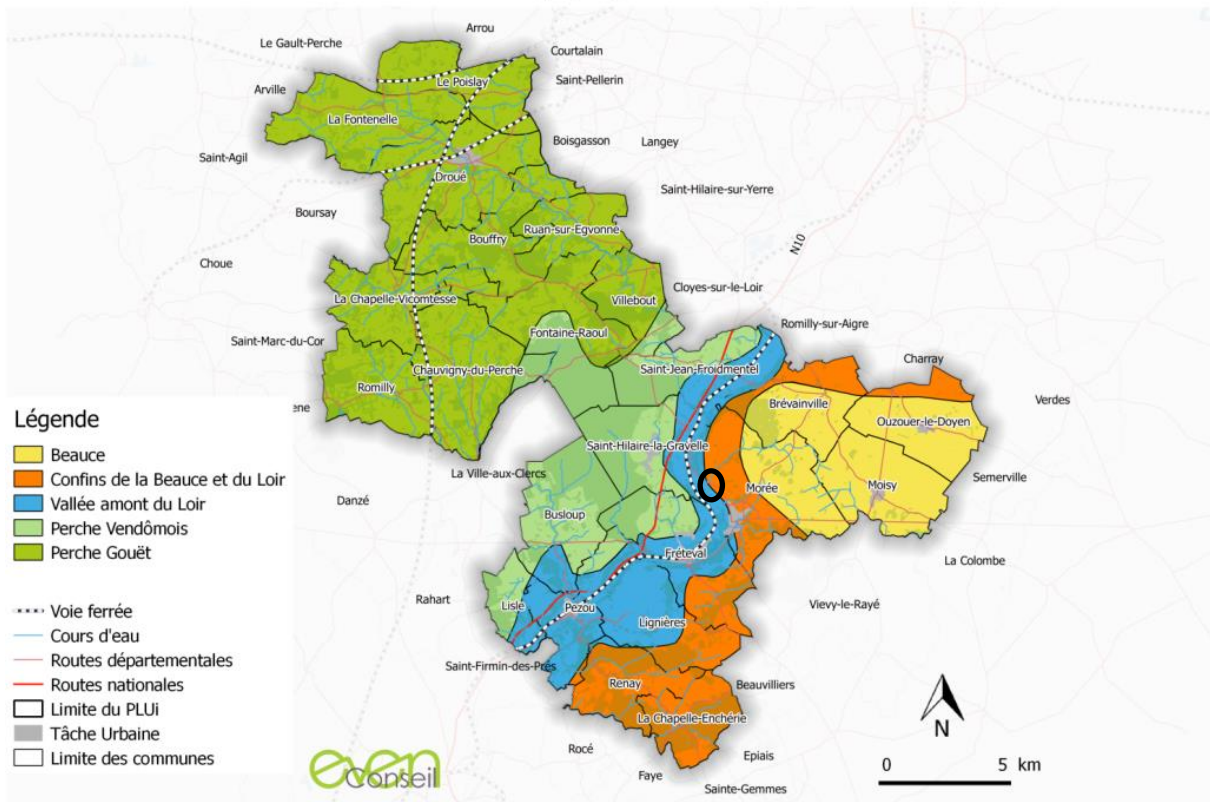 Arrou
Le Gault-Perche
Courtalain
Le Poislay
Saint-Pellerin
Arville
La Fontenelle
Boisgasson
Langey
Saint-Agil
Droué
Saint-Hilaire-sur-Yerre
Boursay
Ruan-sur-Egvonne
Bouffry
N10
Choue
Cloyes-sur-le-Loir
La Chapelle-Vicomtesse
Villebout
Romilly-sur-Aigre
Fontaine-Raoul
Saint-Marc-du-Cor
Charray
Chauvigny-du-Perche
Saint-Jean-Froidmentel
Romilly
Verdes
ene
Brévainville
Ouzouer-le-Doyen
Saint-Hilaire-la-Gravelle
La Ville-aux-Clercs
Semerville
Morée
Moisy
Danzé
Busloup
Fréteval
La Colombe
Rahart
Lisle
Pezou
Vievy-le-Rayé
Lignières
Saint-Firmin-des-Prés
Renay
Beauvilliers
La Chapelle-Enchérie
Rocé
Epiais
Faye
Sainte-Gemmes
Légende
Beauce
Confins de la Beauce et du Loir
Vallée amont du Loir
Perche Vendômois
Perche Gouët
Voie ferrée
Cours d'eau
Routes départementales
Routes nationales
Limite du PLUi
Tâche Urbaine
Limite des communes
even
Conseil
N
0 5 km